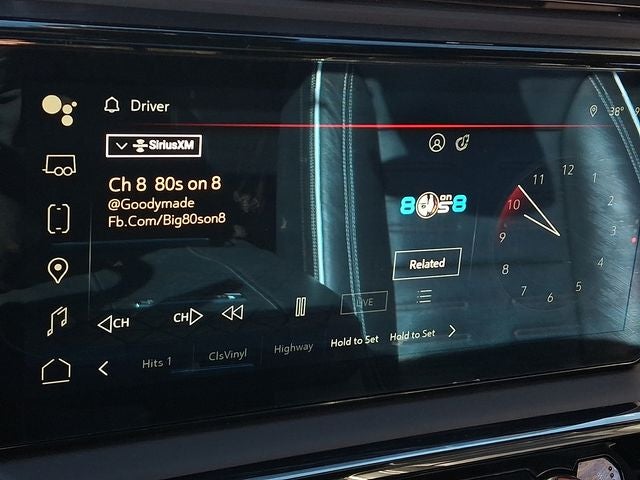 Driver
38°
SiriusXM
Ch 8 80s on 8
@Goodymade
Fb.Com/Big80son8
8 on 8
Related
12
1
2
3
4
5
6
7
8
9
10
11
CH
CH
LIVE
Hits 1
ClsVinyl
Highway
Hold to Set
Hold to Set